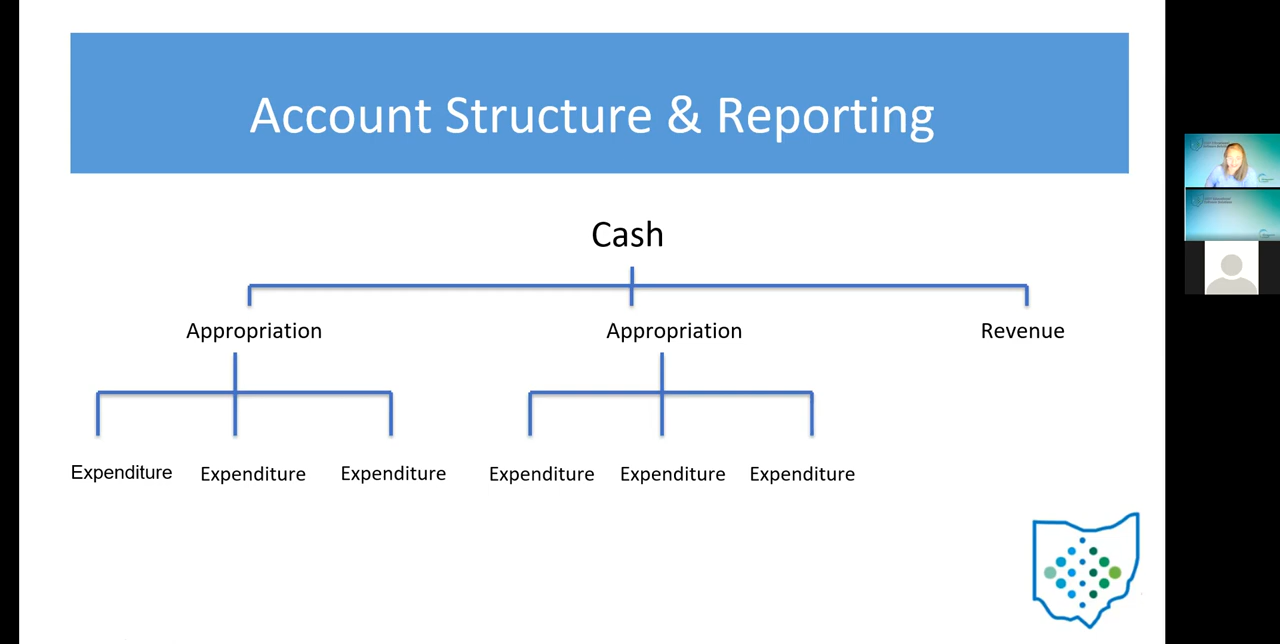 Account Structure & Reporting
Cash
Appropriation Appropriation Revenue
Expenditure Expenditure Expenditure Expenditure Expenditure Expenditure